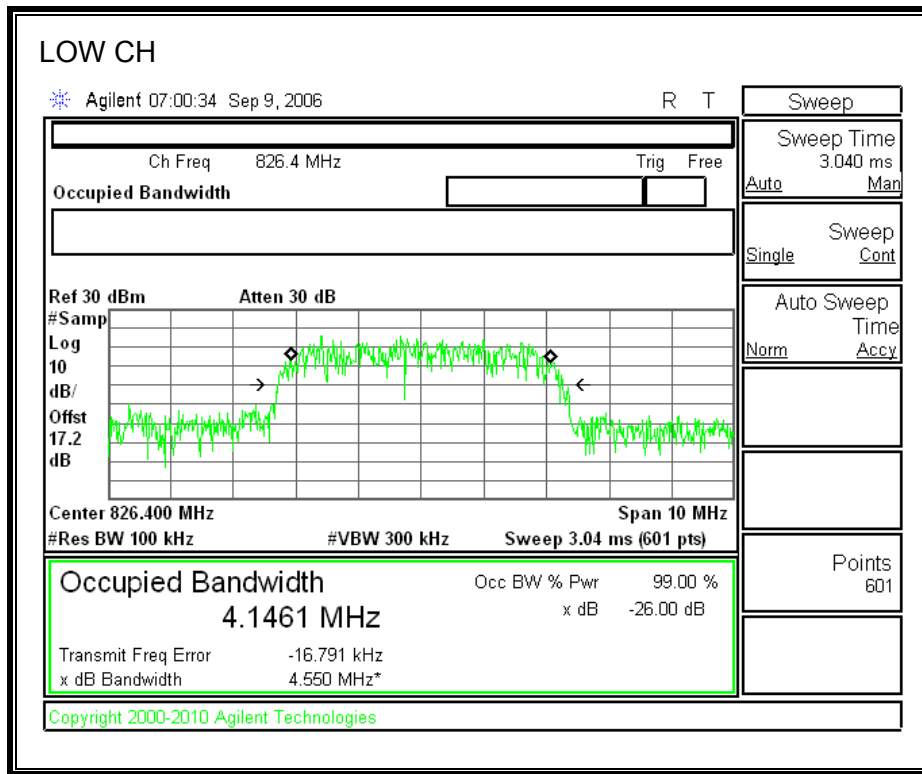 LOW CH
Agilent 07:00:34 Sep 9, 2006 R T
Sweep
Ch Freq 826.4 MHz Trig Free
Occupied Bandwidth
Sweep Time
3.040 ms
Auto Man
Sweep
Single Cont
Auto Sweep
Time
Norm Accy
Points
601
Ref 30 dBm Atten 30 dB
#Samp
Log
10
dB/
Offst
17.2
dB
Center 826.400 MHz Span 10 MHz
#Res BW 100 kHz #VBW 300 kHz Sweep 3.04 ms (601 pts)
Occupied Bandwidth
4.1461 MHz
Occ BW % Pwr 99.00 %
x dB -26.00 dB
Transmit Freq Error -16.791 kHz
x dB Bandwidth 4.550 MHz*
Copyright 2000-2010 Agilent Technologies